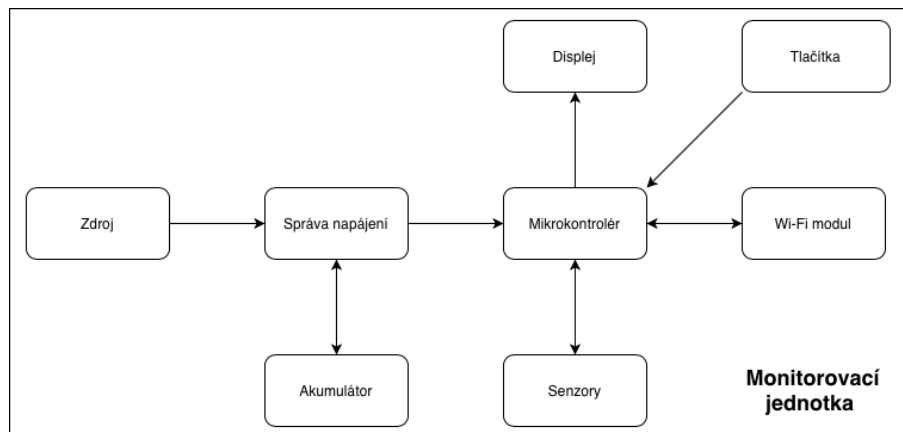 Displej
Tlačítka
Zdroj
Správa napájení
Mikrokontrolér
Wi-Fi modul
Akumulátor
Senzory
Monitorovací
jednotka